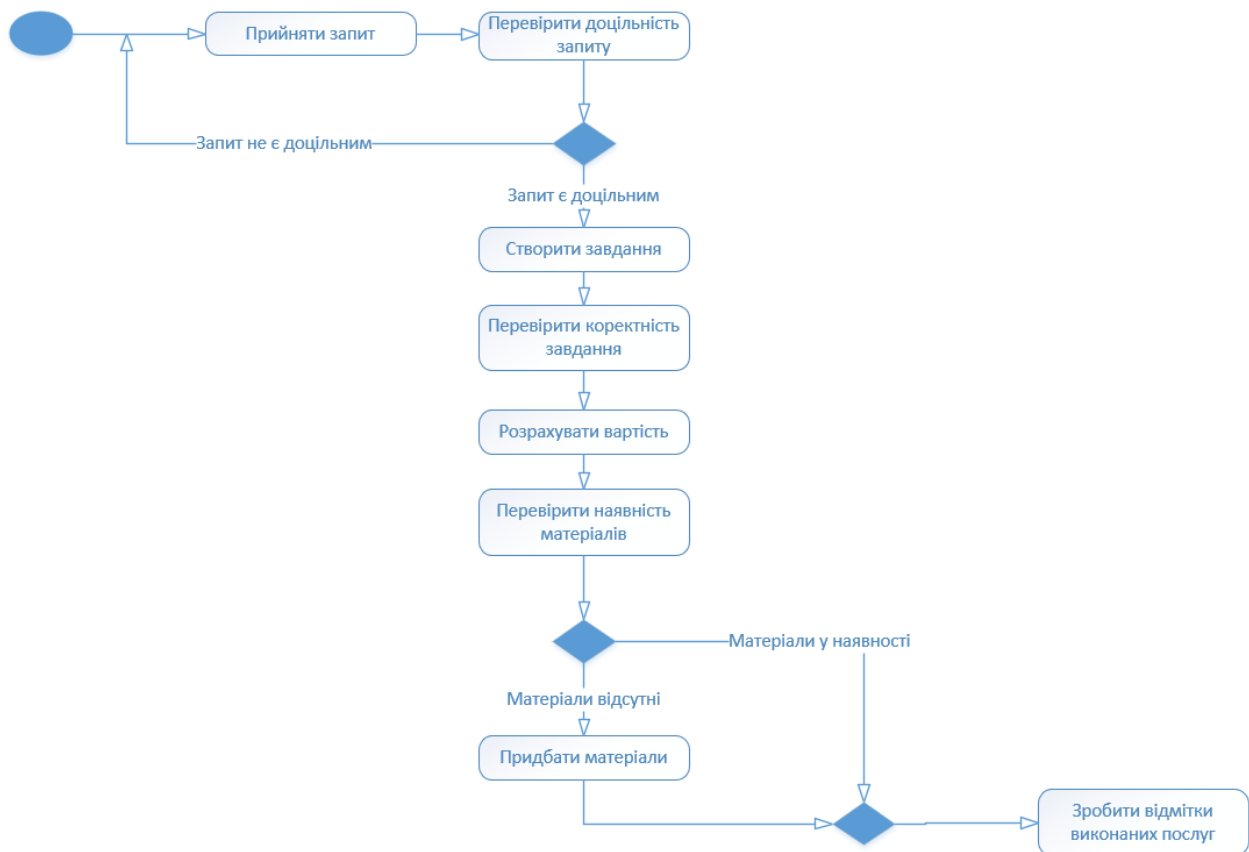 Прийняти запит
Перевірити доцільність
запиту
Запит не є доцільним
Запит є доцільним
Створити завдання
Перевірити коректність
завдання
Розрахувати вартість
Перевірити наявність
матеріалів
Матеріали у наявності
Матеріали відсутні
Придбати матеріали
Зробити відмітки
виконаних послуг